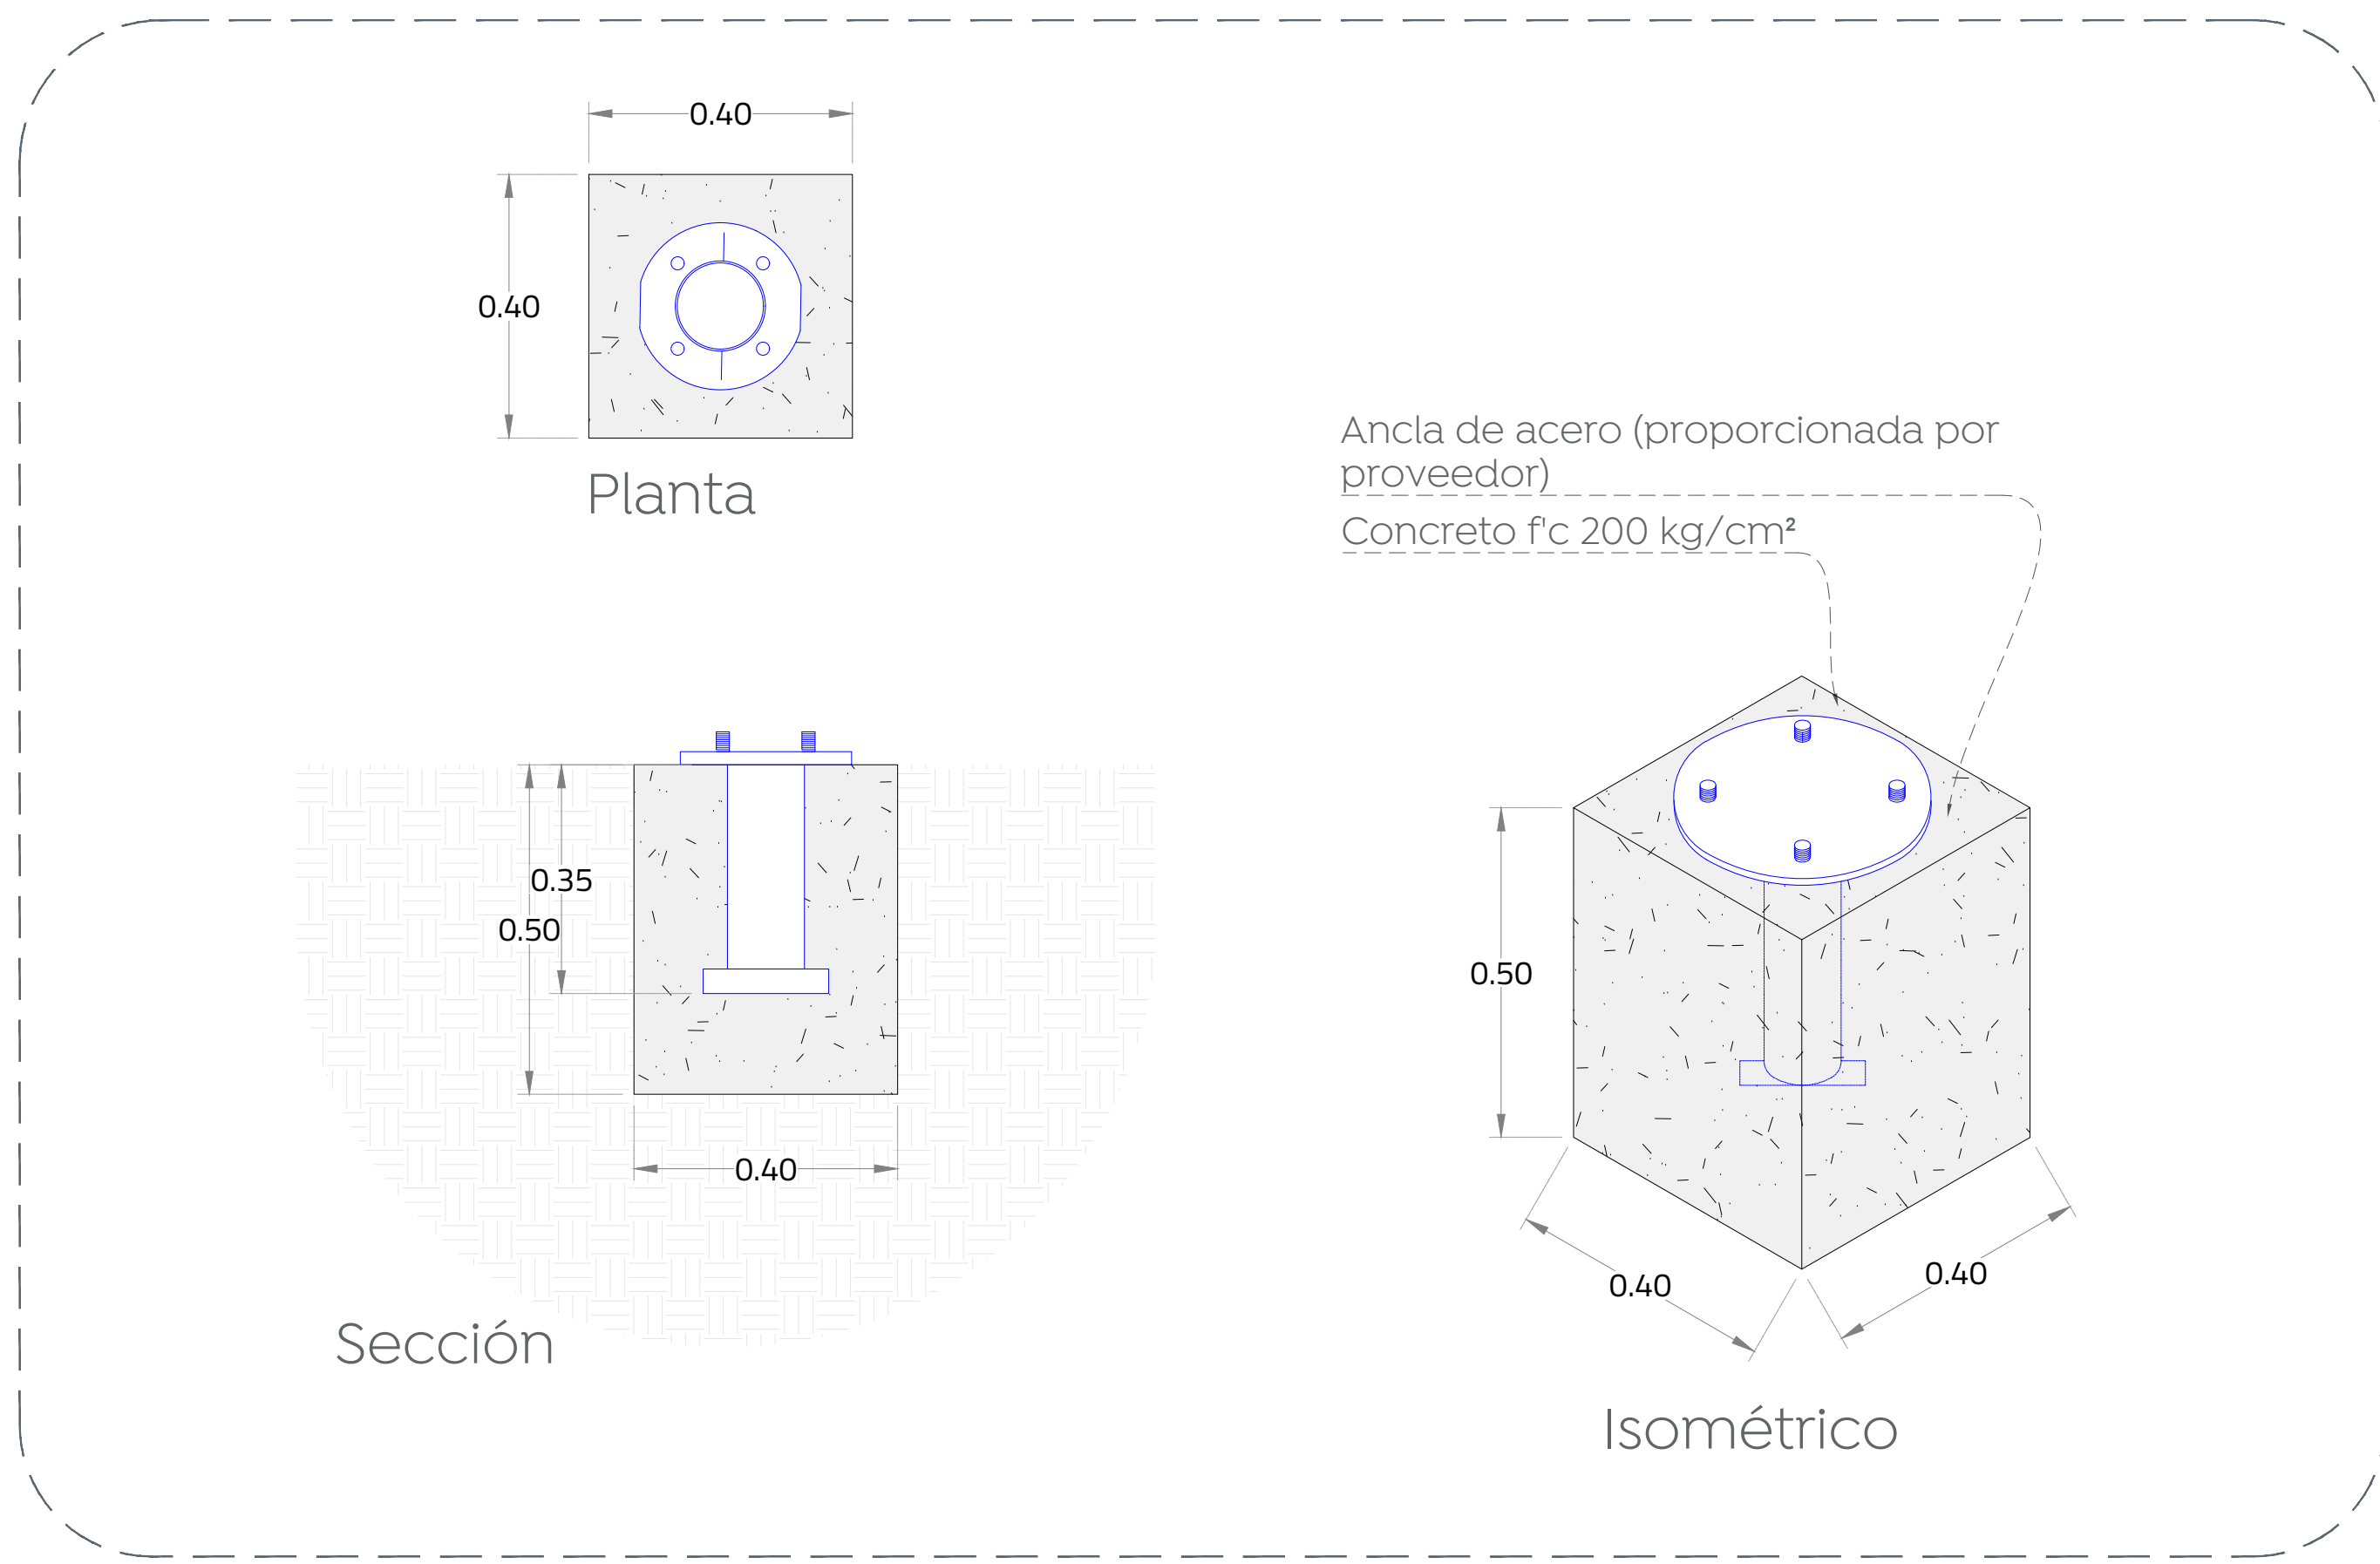 0.40
0.40
Planta
Ancla de acero (proporcionada por
proveedor)
Concreto f'c 200 kg/cm²
0.35
0.50
0.40
Sección
0.50
0.40
0.40
Isométrico